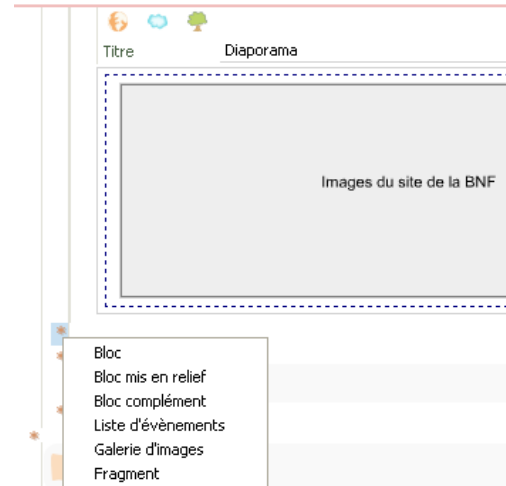 Titre Diaporama
Images du site de la BNF
Bloc
Bloc mis en relief
Bloc complément
Liste d'évènements
Galerie d'images
Fragment